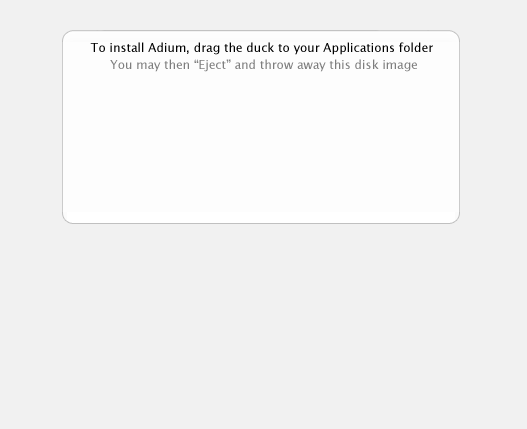 To install Adium, drag the duck to your Applications folder
You may then “Eject” and throw away this disk image